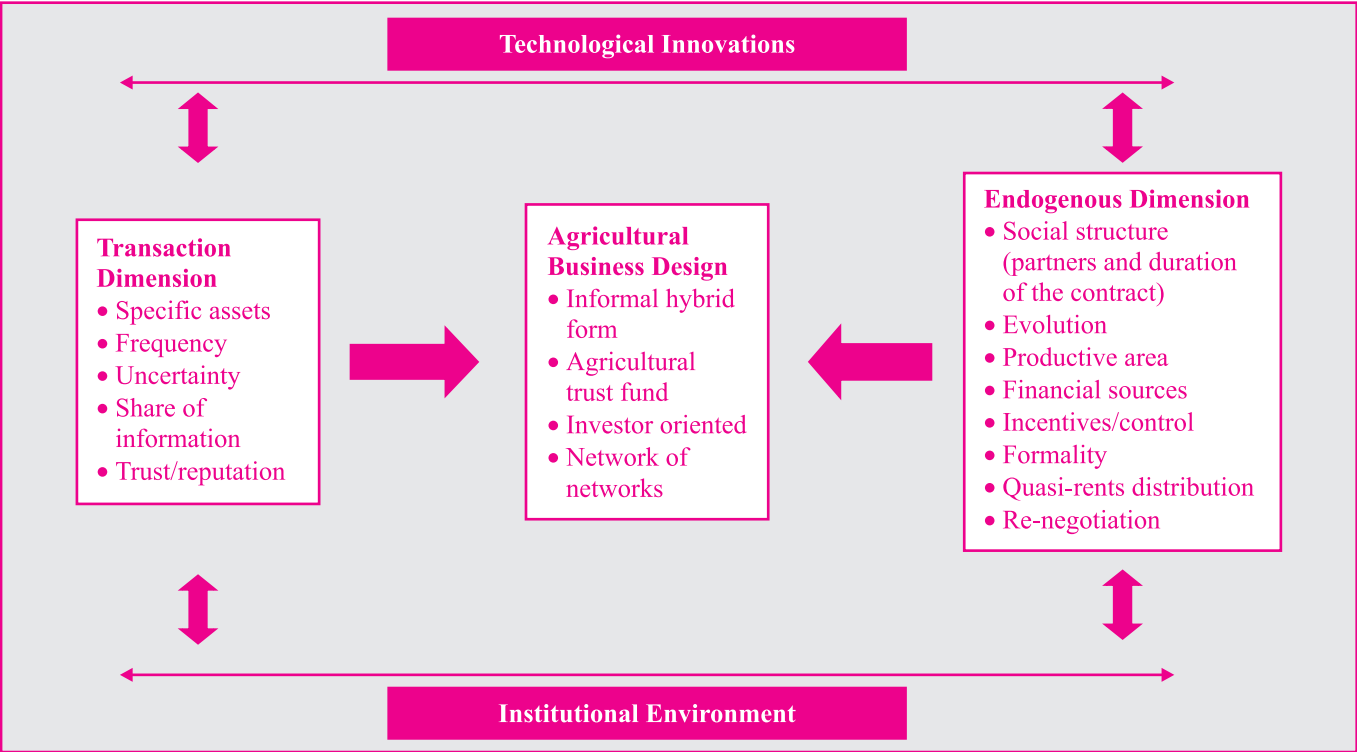 Technological Innovations
Transaction
Dimension
• Specific assets
• Frequency
• Uncertainty
• Share of
information
• Trust/reputation
Agricultural
Business Design
• Informal hybrid
form
• Agricultural
trust fund
• Investor oriented
• Network of
networks
Endogenous Dimension
• Social structure
(partners and duration
of the contract)
• Evolution
• Productive area
• Financial sources
• Incentives/control
• Formality
• Quasi-rents distribution
• Re-negotiation
Institutional Environment